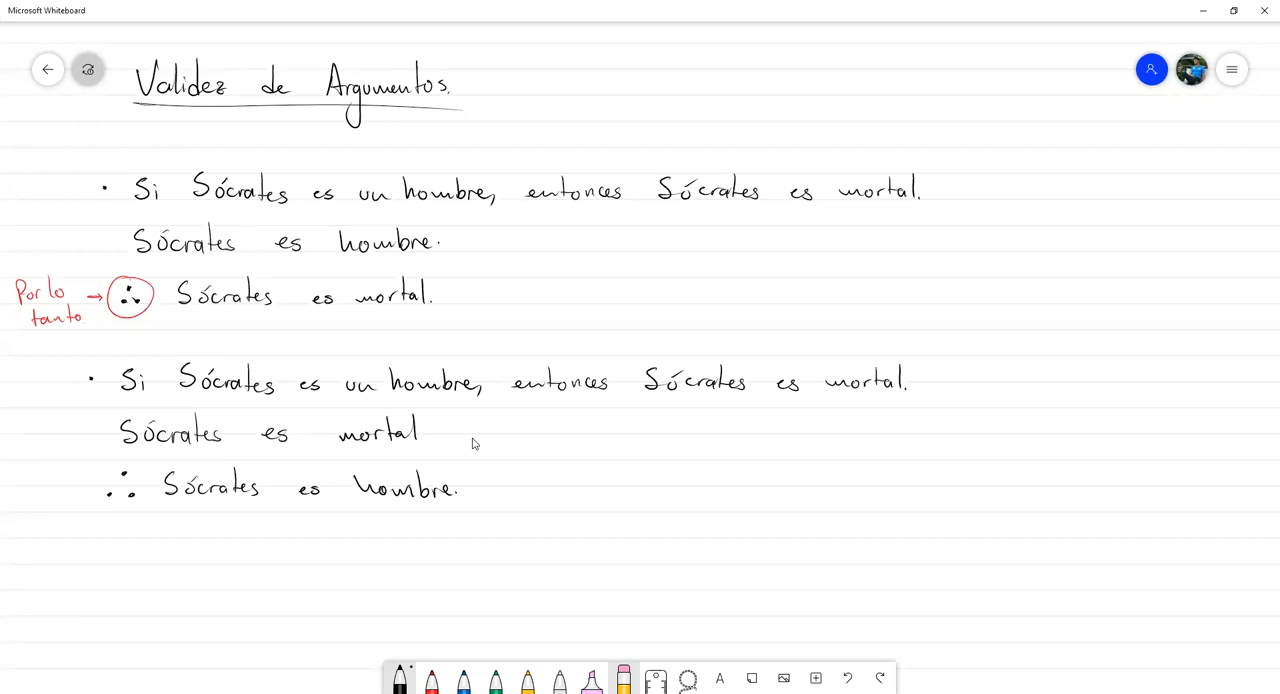 Microsoft Whiteboard
Validez de Argumentos.
· Si Sócrates es un hombre, entonces Sócrates es mortal.
Sócrates es hombre.
Por lo tanto → ∴ Sócrates es mortal.
· Si Sócrates es un hombre, entonces Sócrates es mortal.
Sócrates es mortal
∴ Sócrates es hombre.
A